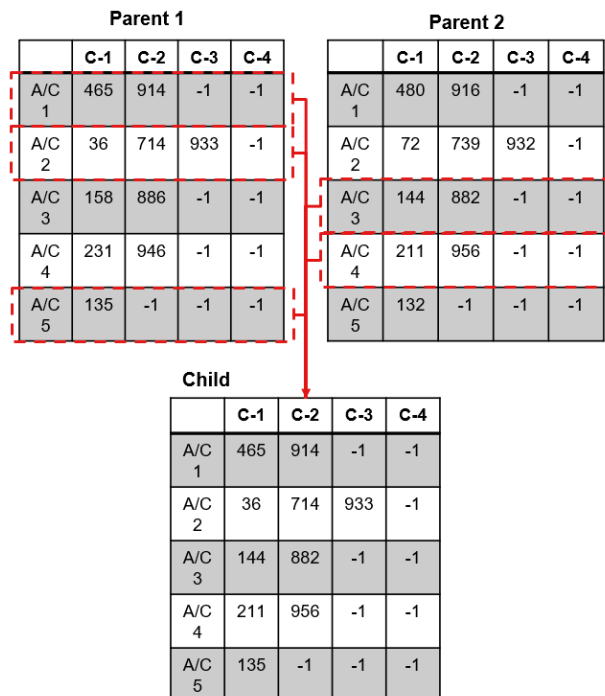 Parent 1
C-1 C-2 C-3 C-4
A/C 1 465 914 -1 -1
A/C 2 36 714 933 -1
A/C 3 158 886 -1 -1
A/C 4 231 946 -1 -1
A/C 5 135 -1 -1 -1
Parent 2
C-1 C-2 C-3 C-4
A/C 1 480 916 -1 -1
A/C 2 72 739 932 -1
A/C 3 144 882 -1 -1
A/C 4 211 956 -1 -1
A/C 5 132 -1 -1 -1
Child
C-1 C-2 C-3 C-4
A/C 1 465 914 -1 -1
A/C 2 36 714 933 -1
A/C 3 144 882 -1 -1
A/C 4 211 956 -1 -1
A/C 5 135 -1 -1 -1